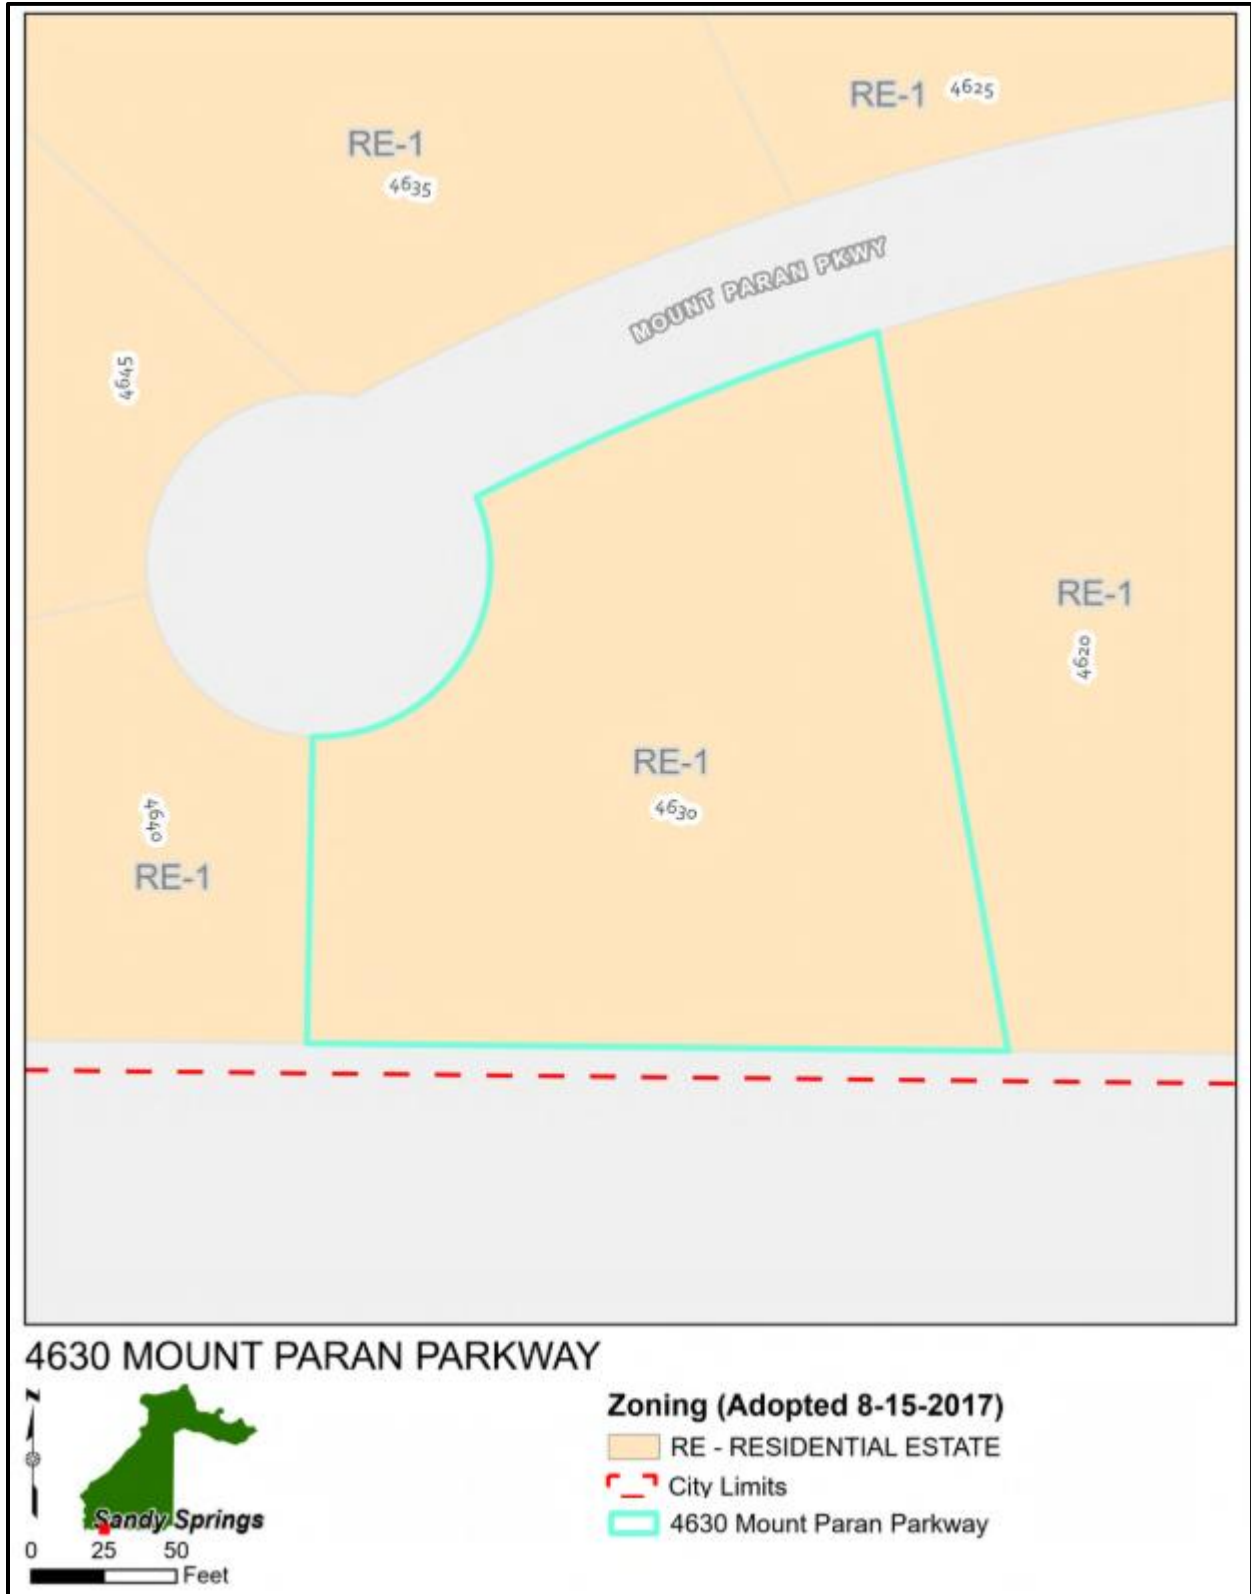 RE-1 4625
RE-1
4635
MOUNT PARAN PKWY
4645
RE-1
4620
RE-1
4630
4640
RE-1
4630 MOUNT PARAN PARKWAY
N
Zoning (Adopted 8-15-2017)
RE - RESIDENTIAL ESTATE
City Limits
4630 Mount Paran Parkway
Sandy Springs
0 25 50
Feet